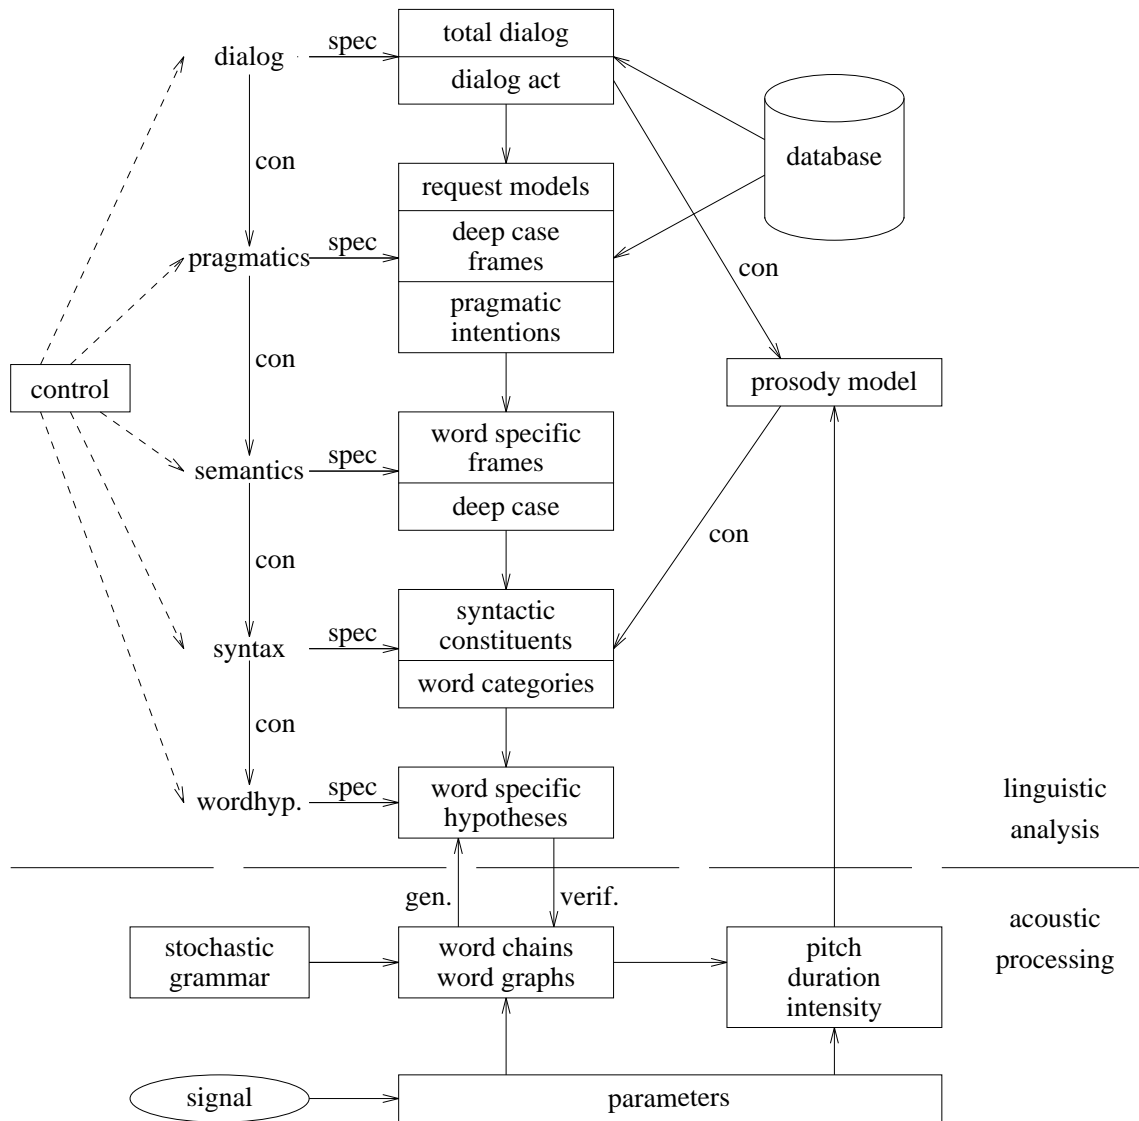 total dialog
dialog
spec
dialog act
database
con
request models
pragmatics
spec
deep case
frames
con
pragmatic
intentions
con
control
prosody model
word specific
frames
semantics
spec
deep case
con
con
syntactic
constituents
syntax
spec
word categories
con
wordhyp.
spec
word specific
hypotheses
linguistic
analysis
gen.
verif.
acoustic
processing
stochastic
grammar
word chains
word graphs
pitch
duration
intensity
signal
parameters